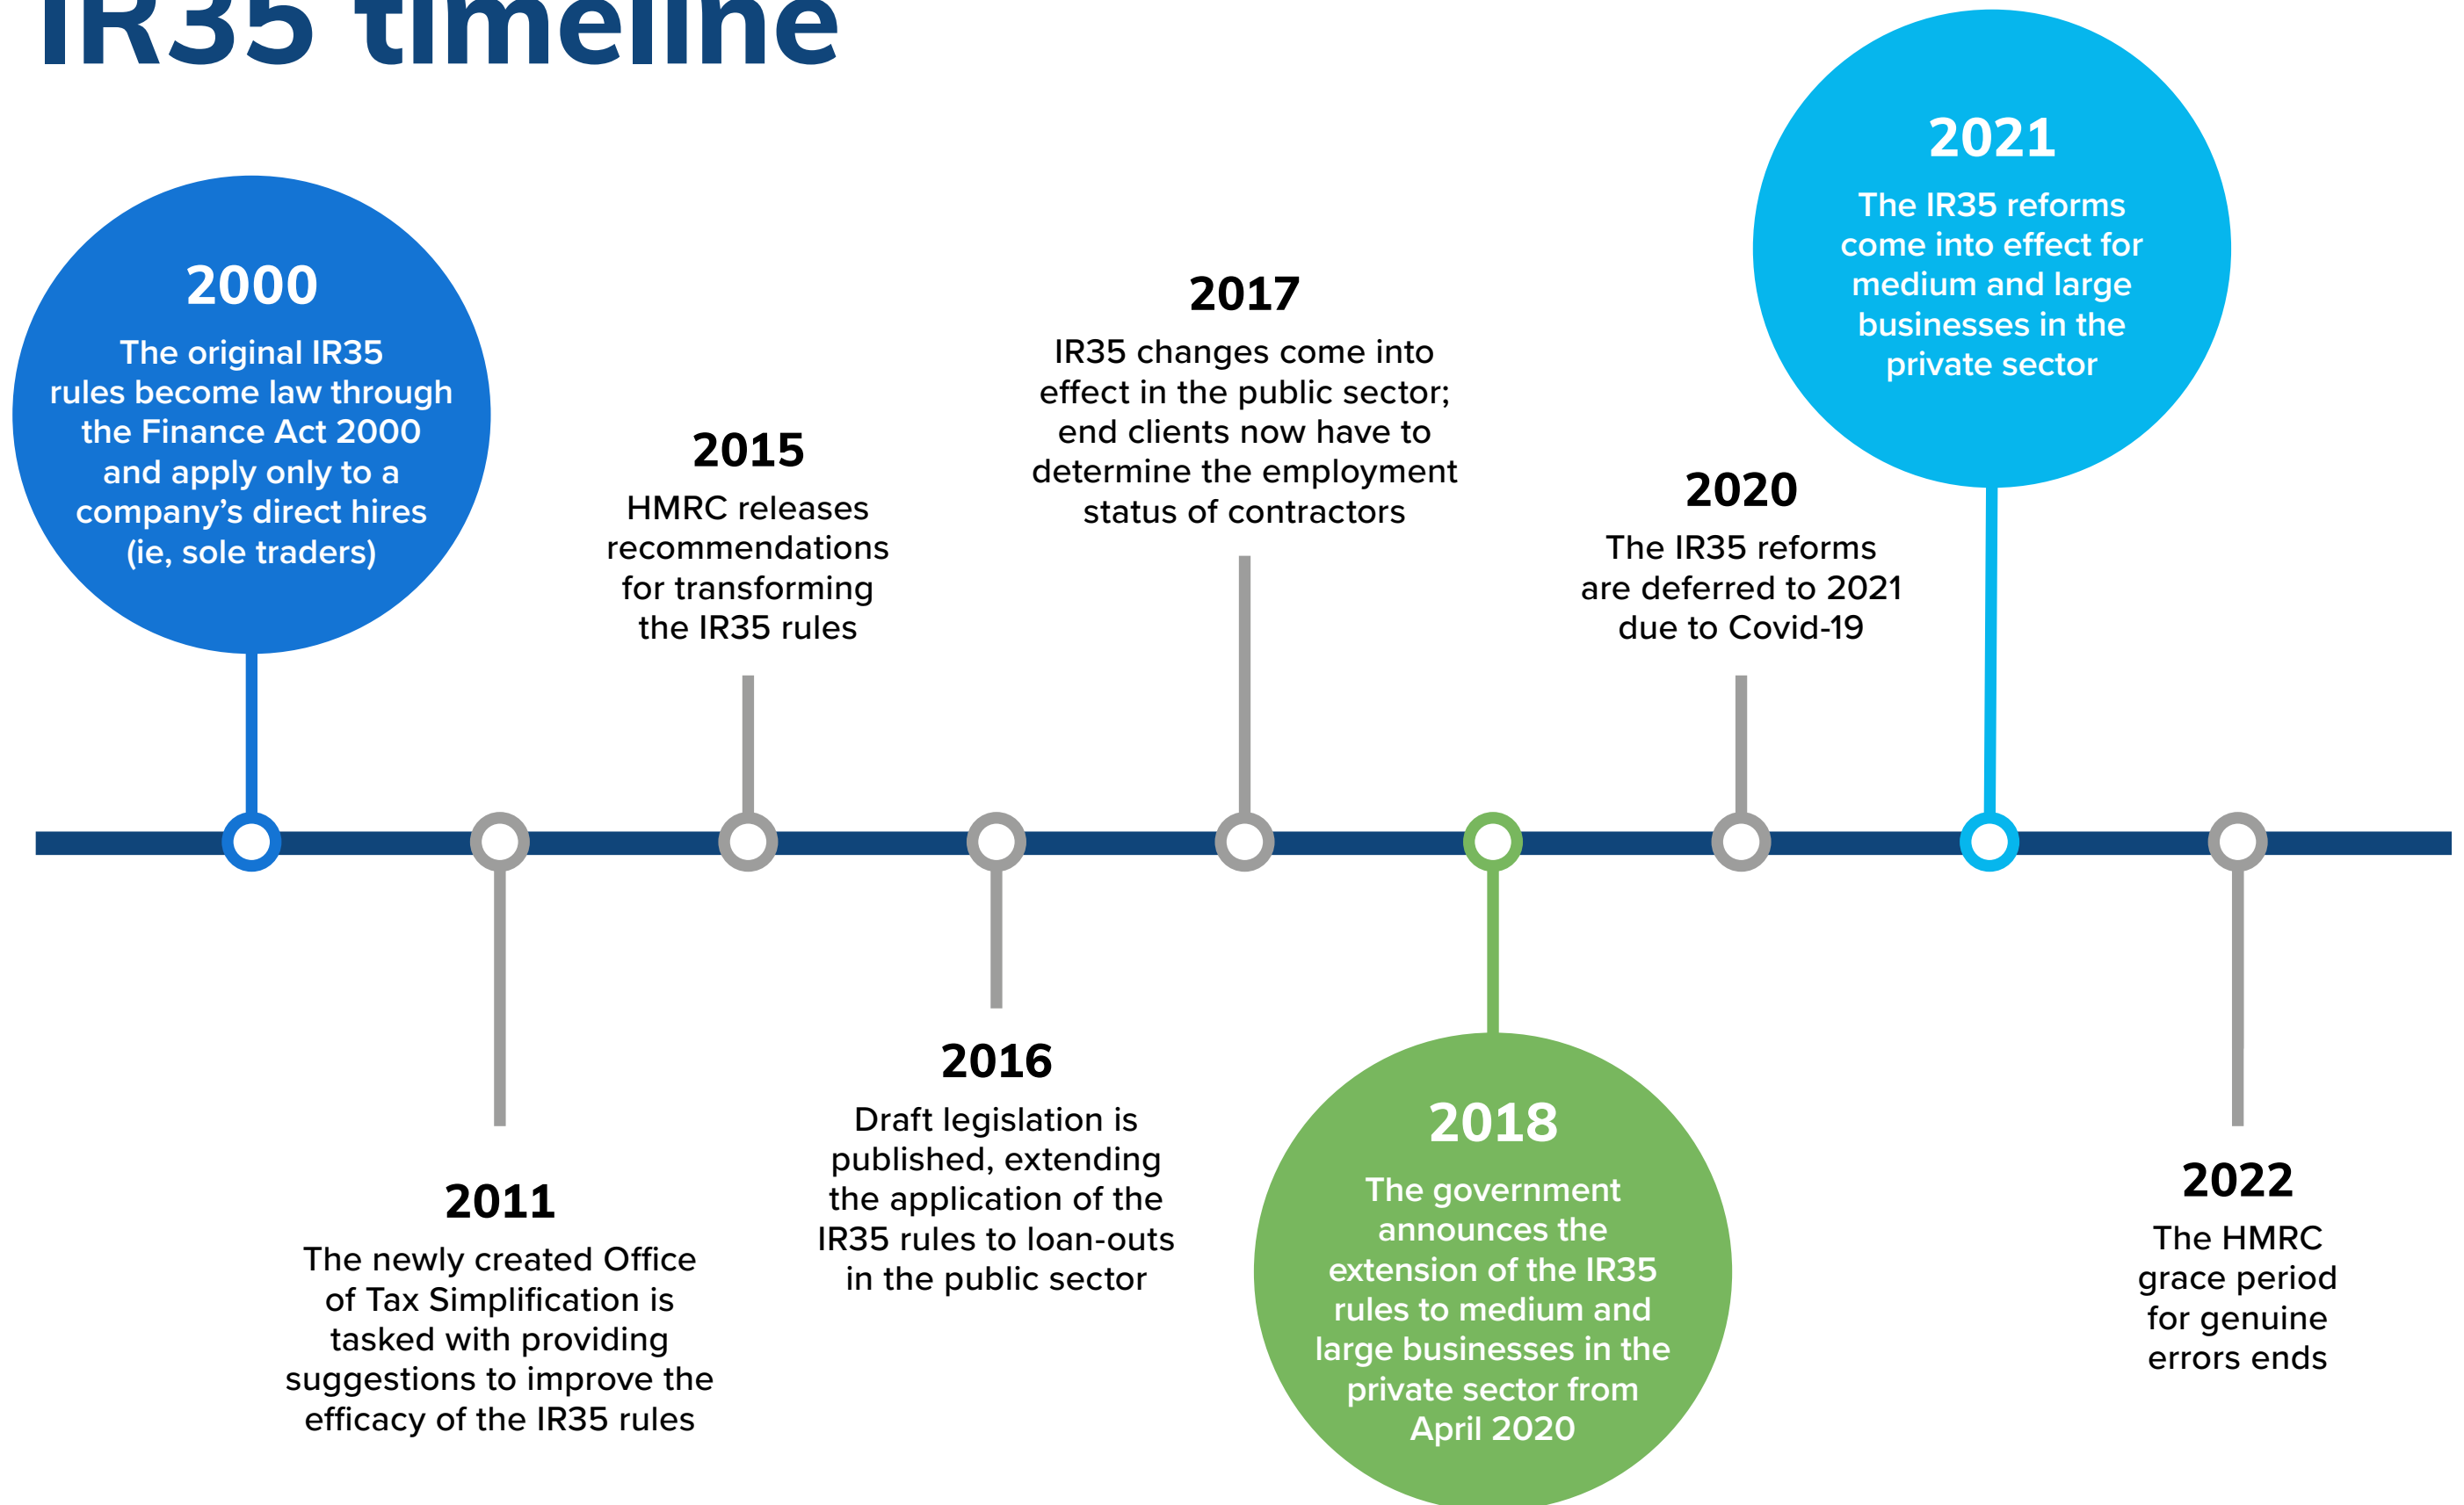 IR35 timeline
2000
The original IR35
rules become law through
the Finance Act 2000
and apply only to a
company’s direct hires
(ie, sole traders)
2011
The newly created Office
of Tax Simplification is
tasked with providing
suggestions to improve the
efficacy of the IR35 rules
2015
HMRC releases
recommendations
for transforming
the IR35 rules
2016
Draft legislation is
published, extending
the application of the
IR35 rules to loan-outs
in the public sector
2017
IR35 changes come into
effect in the public sector;
end clients now have to
determine the employment
status of contractors
2018
The government
announces the
extension of the IR35
rules to medium and
large businesses in the
private sector from
April 2020
2020
The IR35 reforms
are deferred to 2021
due to Covid-19
2021
The IR35 reforms
come into effect for
medium and large
businesses in the
private sector
2022
The HMRC
grace period
for genuine
errors ends